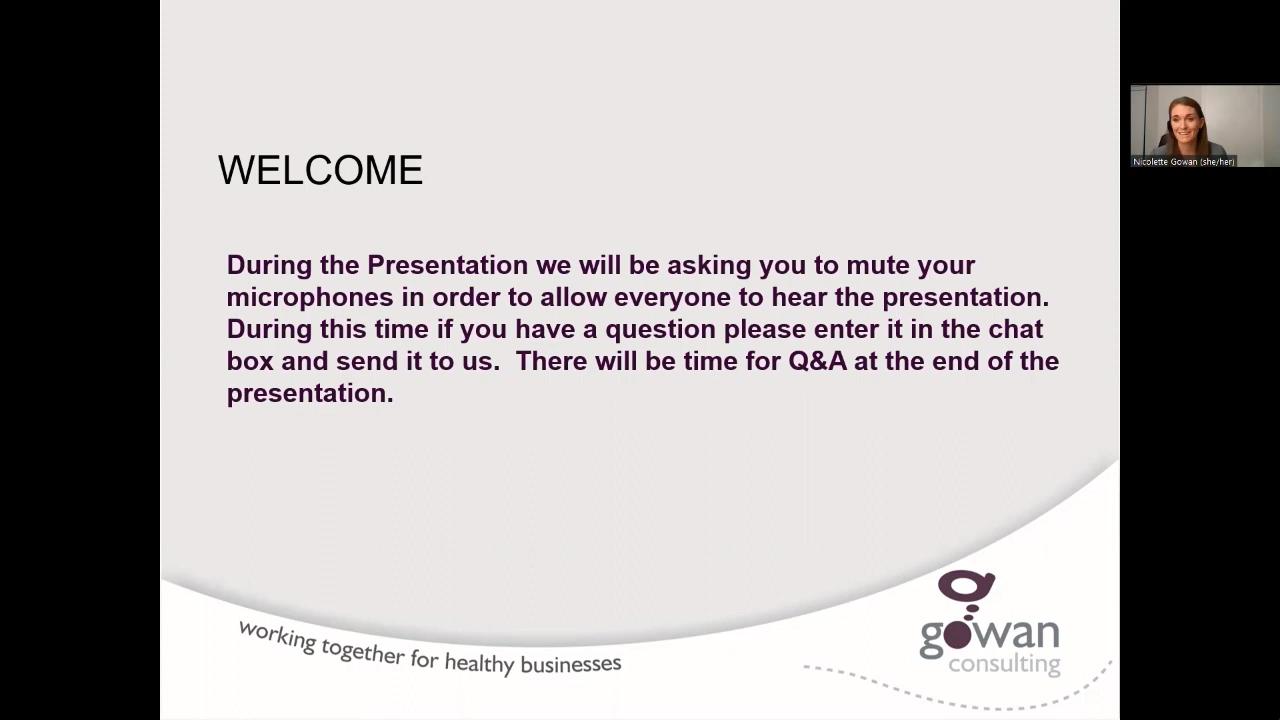 WELCOME
During the Presentation we will be asking you to mute your
microphones in order to allow everyone to hear the presentation.
During this time if you have a question please enter it in the chat
box and send it to us.  There will be time for Q&A at the end of the
presentation.
working together for healthy businesses
gowan
consulting
Nicolette Gowan (she/her)